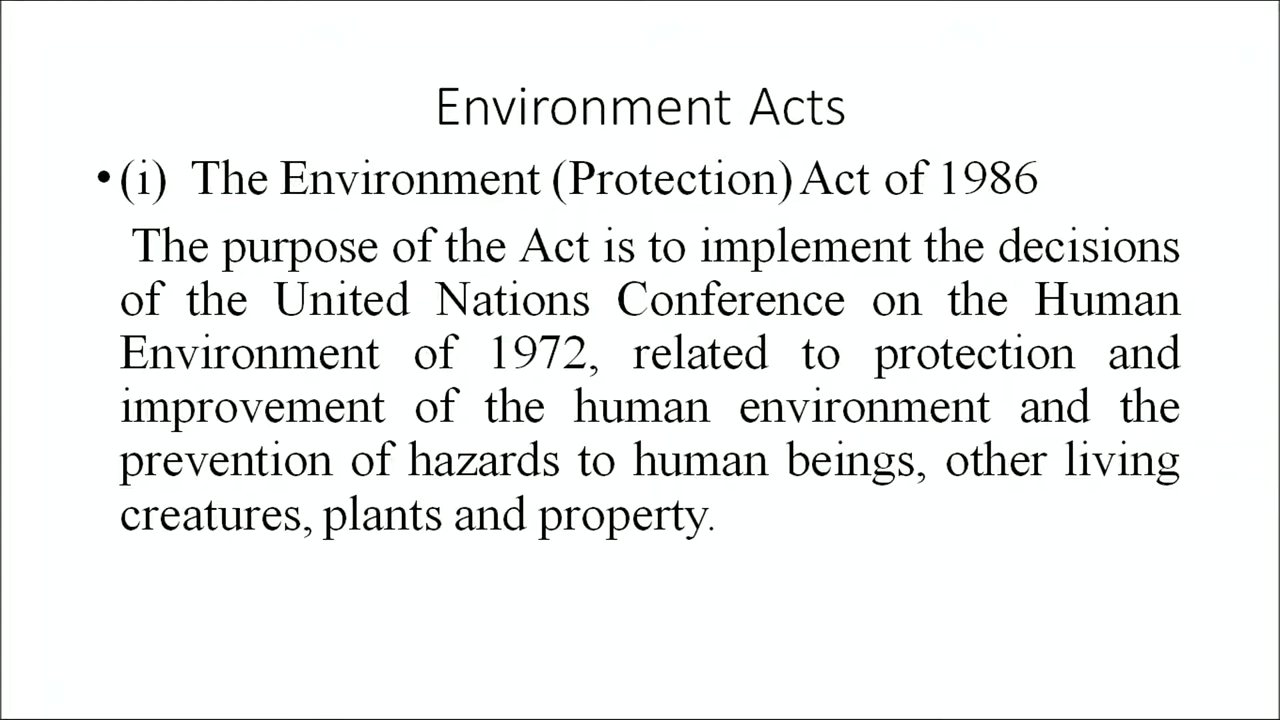 Environment Acts
• (i) The Environment (Protection) Act of 1986
The purpose of the Act is to implement the decisions
of the United Nations Conference on the Human
Environment of 1972, related to protection and
improvement of the human environment and the
prevention of hazards to human beings, other living
creatures, plants and property.